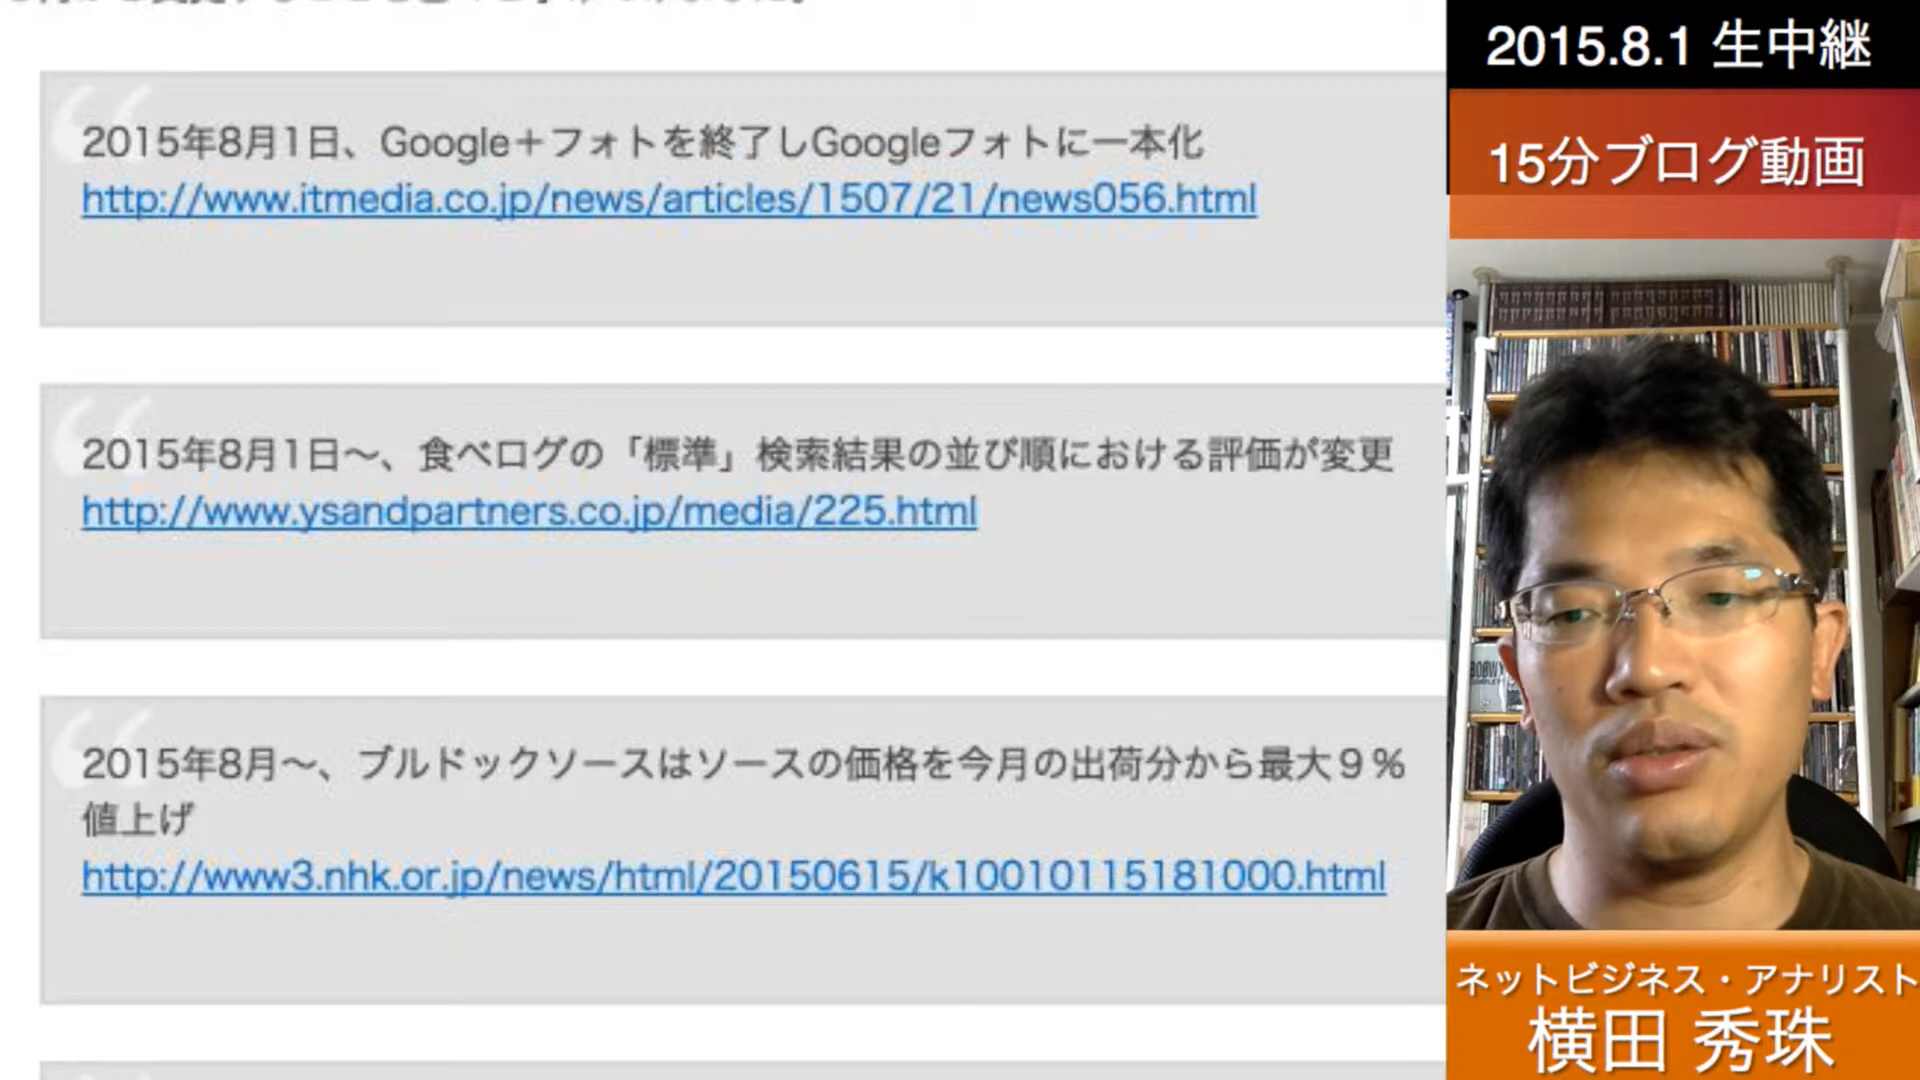 2015年8月1日、Google＋フォトを終了しGoogleフォトに一本化
http://www.itmedia.co.jp/news/articles/1507/21/news056.html
2015年8月1日〜、食べログの「標準」検索結果の並び順における評価が変更
http://www.ysandpartners.co.jp/media/225.html
2015年8月〜、ブルドックソースはソースの価格を今月の出荷分から最大９％
値上げ
http://www3.nhk.or.jp/news/html/20150615/k10010115181000.html
2015.8.1 生中継
15分ブログ動画
BOØWY
ネットビジネス・アナリスト
横田 秀珠